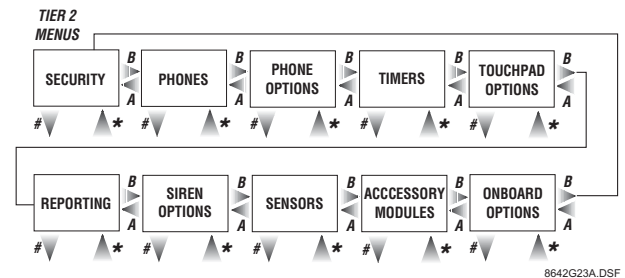 TIER 2
MENUS
SECURITY B A PHONES B A PHONE OPTIONS B A TIMERS B A TOUCHPAD OPTIONS B A
# * # * # * # * # *
REPORTING B A SIREN OPTIONS B A SENSORS B A ACCCESSORY MODULES B A ONBOARD OPTIONS B A
# * # * # * # * # *
8642G23A.DSF